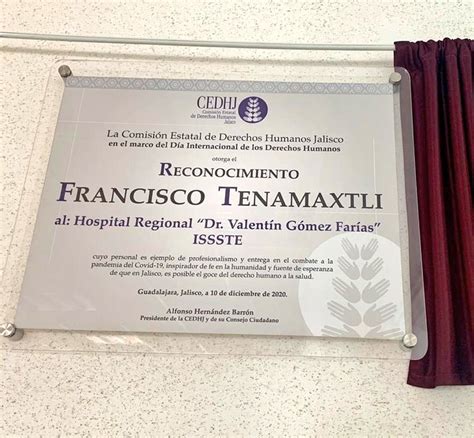 CEDHJ
Comisión Estatal
de Derechos Humanos
Jalisco
La Comisión Estatal de Derechos Humanos Jalisco
en el marco del Día Internacional de los Derechos Humanos
otorga el
Reconocimiento
Francisco Tenamaxtli
al: Hospital Regional “Dr. Valentín Gómez Farías”
ISSSTE
cuyo personal es ejemplo de profesionalismo y entrega en el combate a la
pandemia del Covid-19, inspirador de fe en la humanidad y fuente de esperanza
de que en Jalisco, es posible el goce del derecho humano a la salud.
Guadalajara, Jalisco, a 10 de diciembre de 2020.
Alfonso Hernández Barrón
Presidente de la CEDHJ y de su Consejo Ciudadano